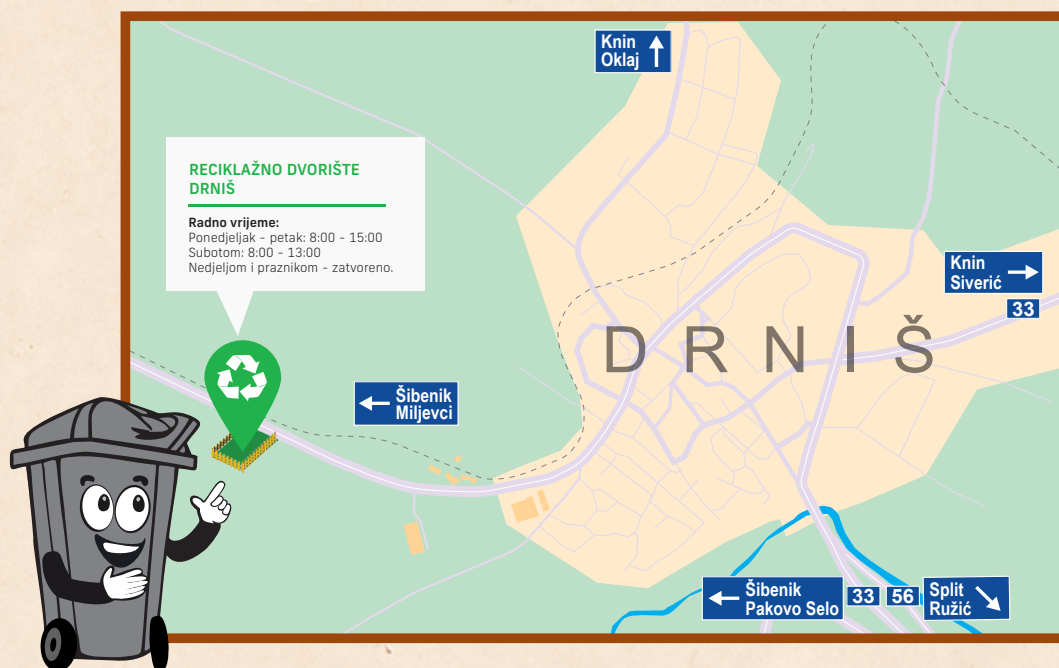 Knin
Oklaj
RECIKLAŽNO DVORIŠTE
DRNIŠ
Radno vrijeme:
Ponedjeljak - petak: 8:00 - 15:00
Subotom: 8:00 - 13:00
Nedjeljom i praznikom - zatvoreno.
Knin
Siverić
33
DRNIŠ
Šibenik
Miljevci
Šibenik
Pakovo Selo
33
56
Split
Ružić